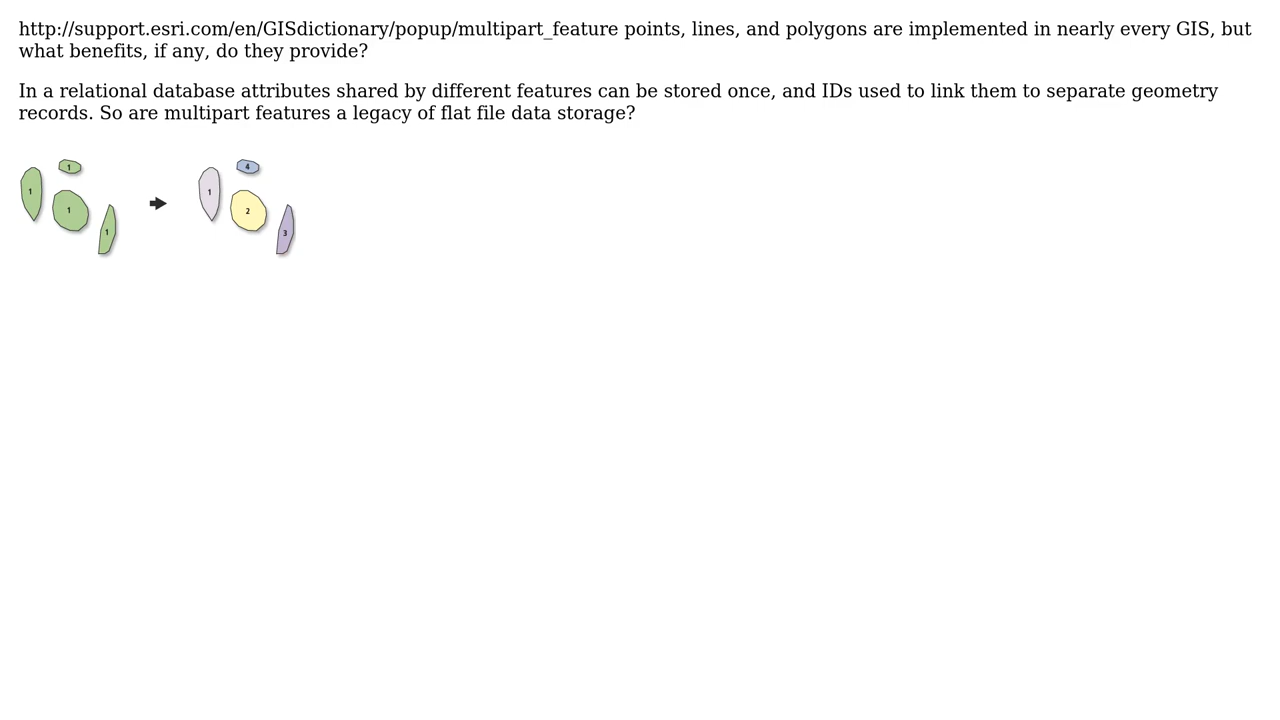 http://support.esri.com/en/GISdictionary/popup/multipart_feature points, lines, and polygons are implemented in nearly every GIS, but
what benefits, if any, do they provide?
In a relational database attributes shared by different features can be stored once, and IDs used to link them to separate geometry
records. So are multipart features a legacy of flat file data storage?
1 4
1 1
1 2
1 3